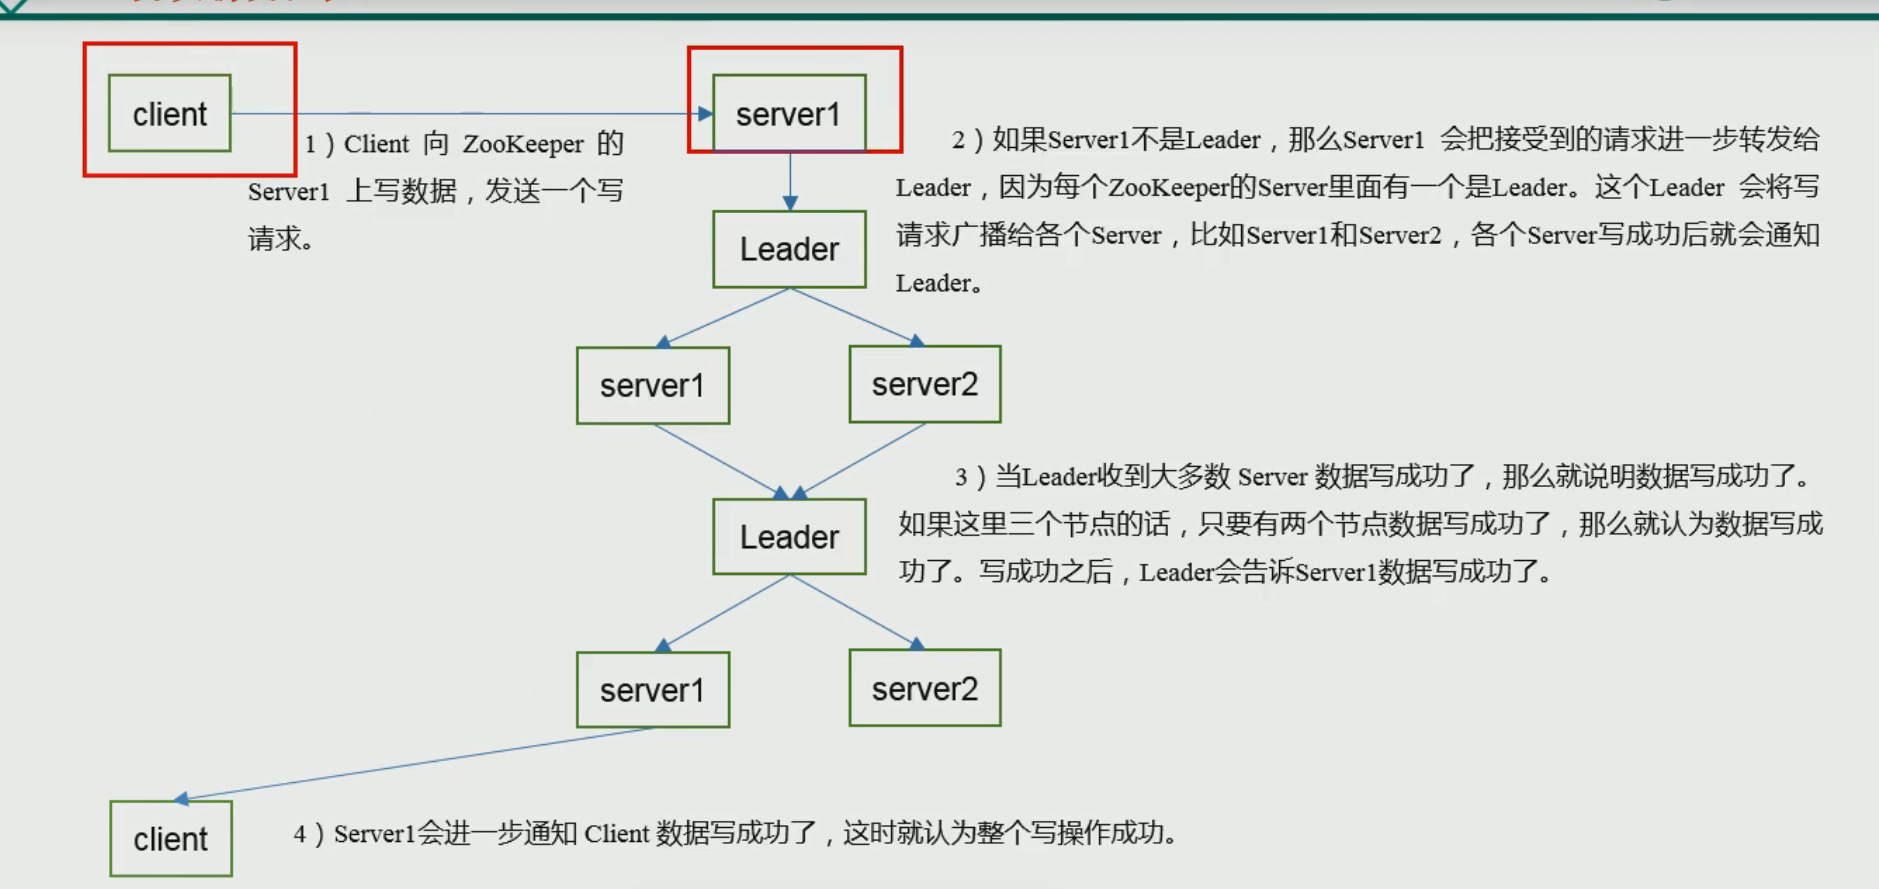 client
server1
1）Client 向 ZooKeeper 的
Server1 上写数据，发送一个写
请求。
2）如果Server1不是Leader，那么Server1 会把接受到的请求进一步转发给
Leader，因为每个ZooKeeper的Server里面有一个是Leader。这个Leader 会将写
请求广播给各个Server，比如Server1和Server2，各个Server写成功后就会通知
Leader。
Leader
server1
server2
3）当Leader收到大多数 Server 数据写成功了，那么就说明数据写成功了。
如果这里三个节点的话，只要有两个节点数据写成功了，那么就认为数据写成
功了。写成功之后，Leader会告诉Server1数据写成功了。
Leader
server1
server2
client
4）Server1会进一步通知 Client 数据写成功了，这时就认为整个写操作成功。